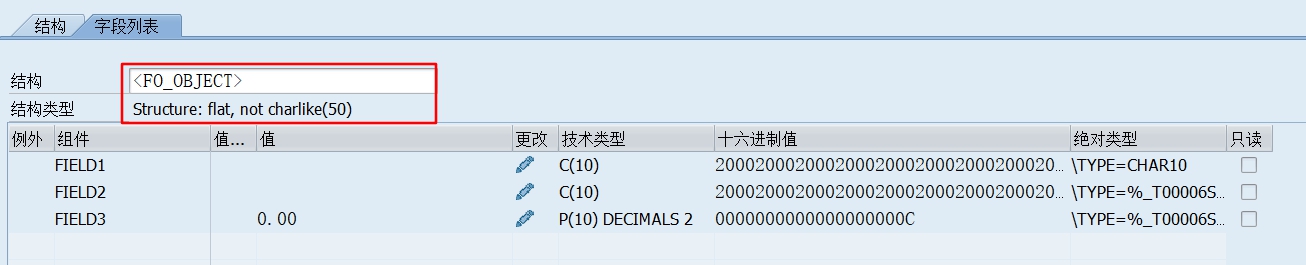 结构 字段列表
结构 <FO_OBJECT>
结构类型 Structure: flat, not charlike(50)
例外 组件 值... 值 更改 技术类型 十六进制值 绝对类型 只读
FIELD1 C(10) 20002000200020002000200020002000200020... \TYPE=CHAR10
FIELD2 C(10) 20002000200020002000200020002000200020... \TYPE=%_T00006S...
FIELD3 0.00 P(10) DECIMALS 2 0000000000000000000C \TYPE=%_T00006S...